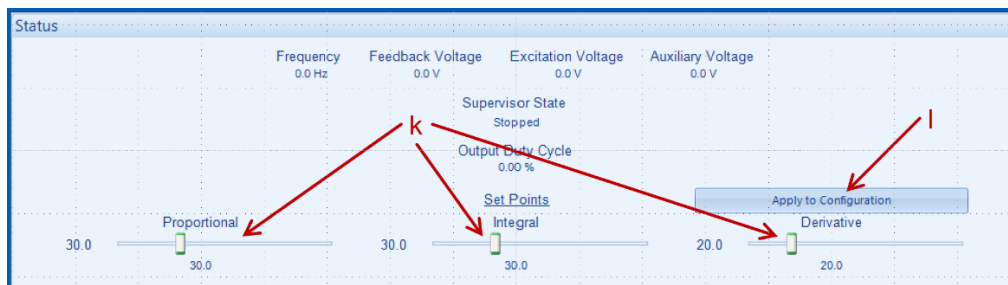 Status
Frequency Feedback Voltage Excitation Voltage Auxiliary Voltage
0.0 Hz 0.0 V 0.0 V 0.0 V
Supervisor State
Stopped
k l
Output Duty Cycle
0.00 %
Set Points Apply to Configuration
Proportional Integral Derivative
30.0 30.0 20.0
30.0 30.0 20.0